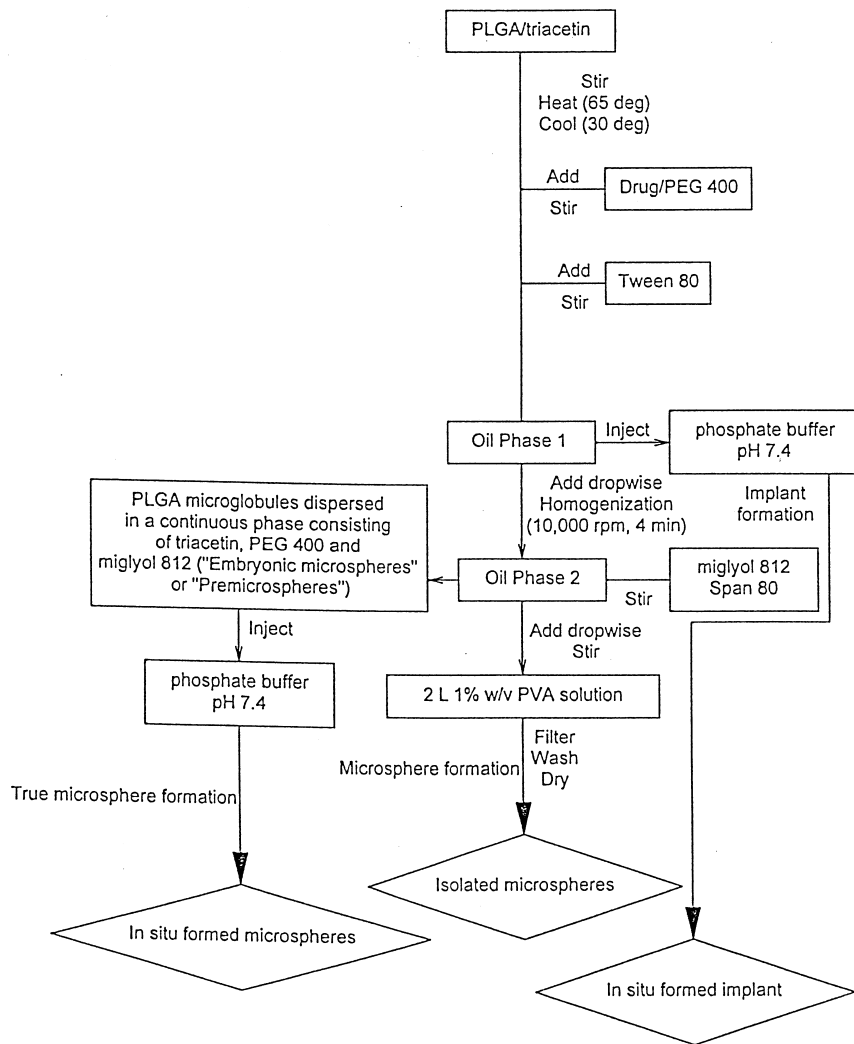 PLGA/triacetin
Stir
Heat (65 deg)
Cool (30 deg)
Add
Stir
Drug/PEG 400
Add
Stir
Tween 80
Oil Phase 1
Inject
phosphate buffer
pH 7.4
Add dropwise
Homogenization
(10,000 rpm, 4 min)
Implant
formation
PLGA microglobules dispersed
in a continuous phase consisting
of triacetin, PEG 400 and
miglyol 812 ("Embryonic microspheres"
or "Premicrospheres")
Oil Phase 2
Stir
miglyol 812
Span 80
Inject
Add dropwise
Stir
phosphate buffer
pH 7.4
2 L 1% w/v PVA solution
Filter
Wash
Dry
Microsphere formation
True microsphere formation
Isolated microspheres
In situ formed microspheres
In situ formed implant